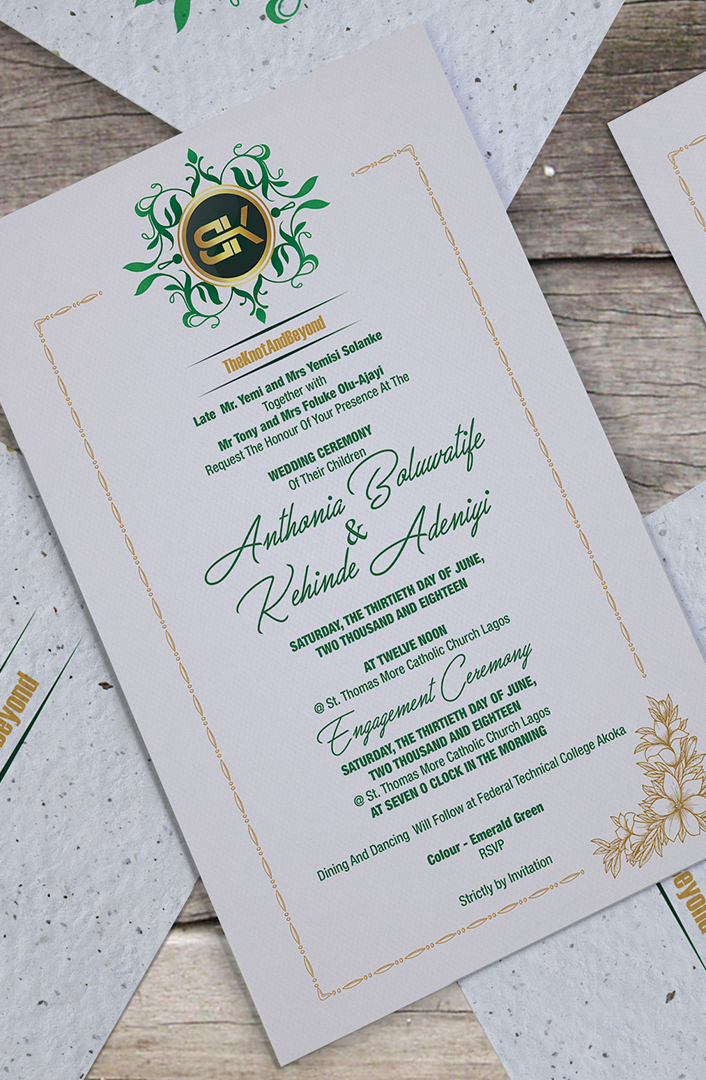 SK
TheKnotAndBeyond
Late Mr. Yemi and Mrs Yemisi Solanke
Together with
Mr Tony and Mrs Foluke Olu-Ajayi
Request The Honour Of Your Presence At The
WEDDING CEREMONY
Of Their Children
Anthonia Boluwatife
&
Kehinde Adeniyi
SATURDAY, THE THIRTIETH DAY OF JUNE,
TWO THOUSAND AND EIGHTEEN
AT TWELVE NOON
@ St. Thomas More Catholic Church Lagos
Engagement Ceremony
SATURDAY, THE THIRTIETH DAY OF JUNE,
TWO THOUSAND AND EIGHTEEN
@ St. Thomas More Catholic Church Lagos
AT SEVEN O CLOCK IN THE MORNING
Dining And Dancing Will Follow at Federal Technical College Akoka
Colour - Emerald Green
RSVP
Strictly by Invitation
Beyond
Beyond